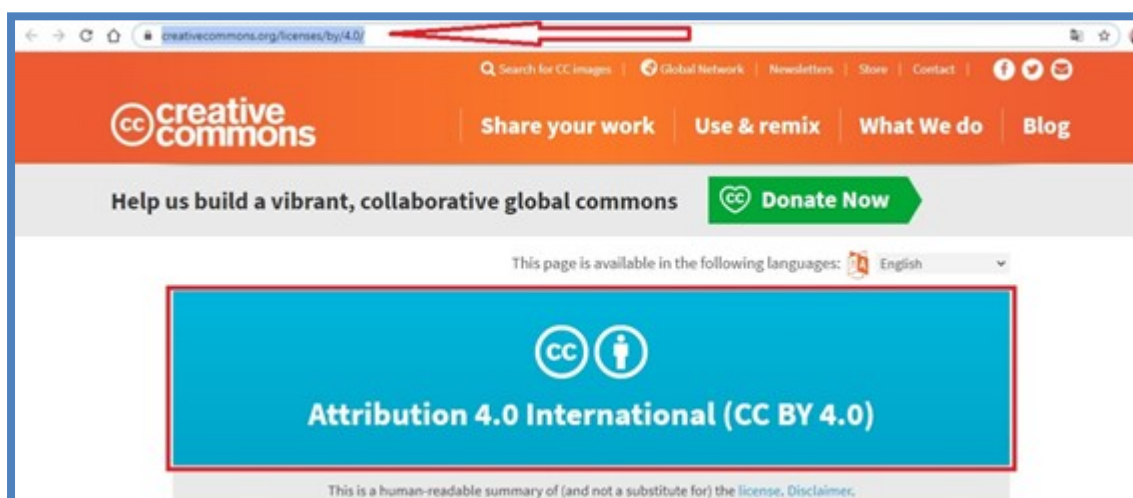 creativecommons.org/licenses/by/4.0/
Search for CC images | Global Network | Newsletters | Store | Contact |
cc creative commons
Share your work | Use & remix | What We do | Blog
Help us build a vibrant, collaborative global commons
cc Donate Now
This page is available in the following languages: English
cc
Attribution 4.0 International (CC BY 4.0)
This is a human-readable summary of (and not a substitute for) the license. Disclaimer.